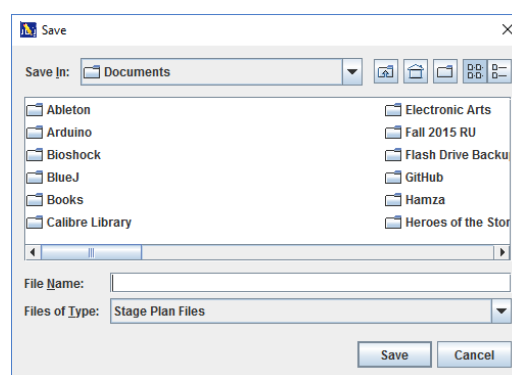 Save
Save In: Documents
Ableton Electronic Arts
Arduino Fall 2015 RU
Bioshock Flash Drive Backu
BlueJ GitHub
Books Hamza
Calibre Library Heroes of the Stor
File Name:
Files of Type: Stage Plan Files
Save Cancel